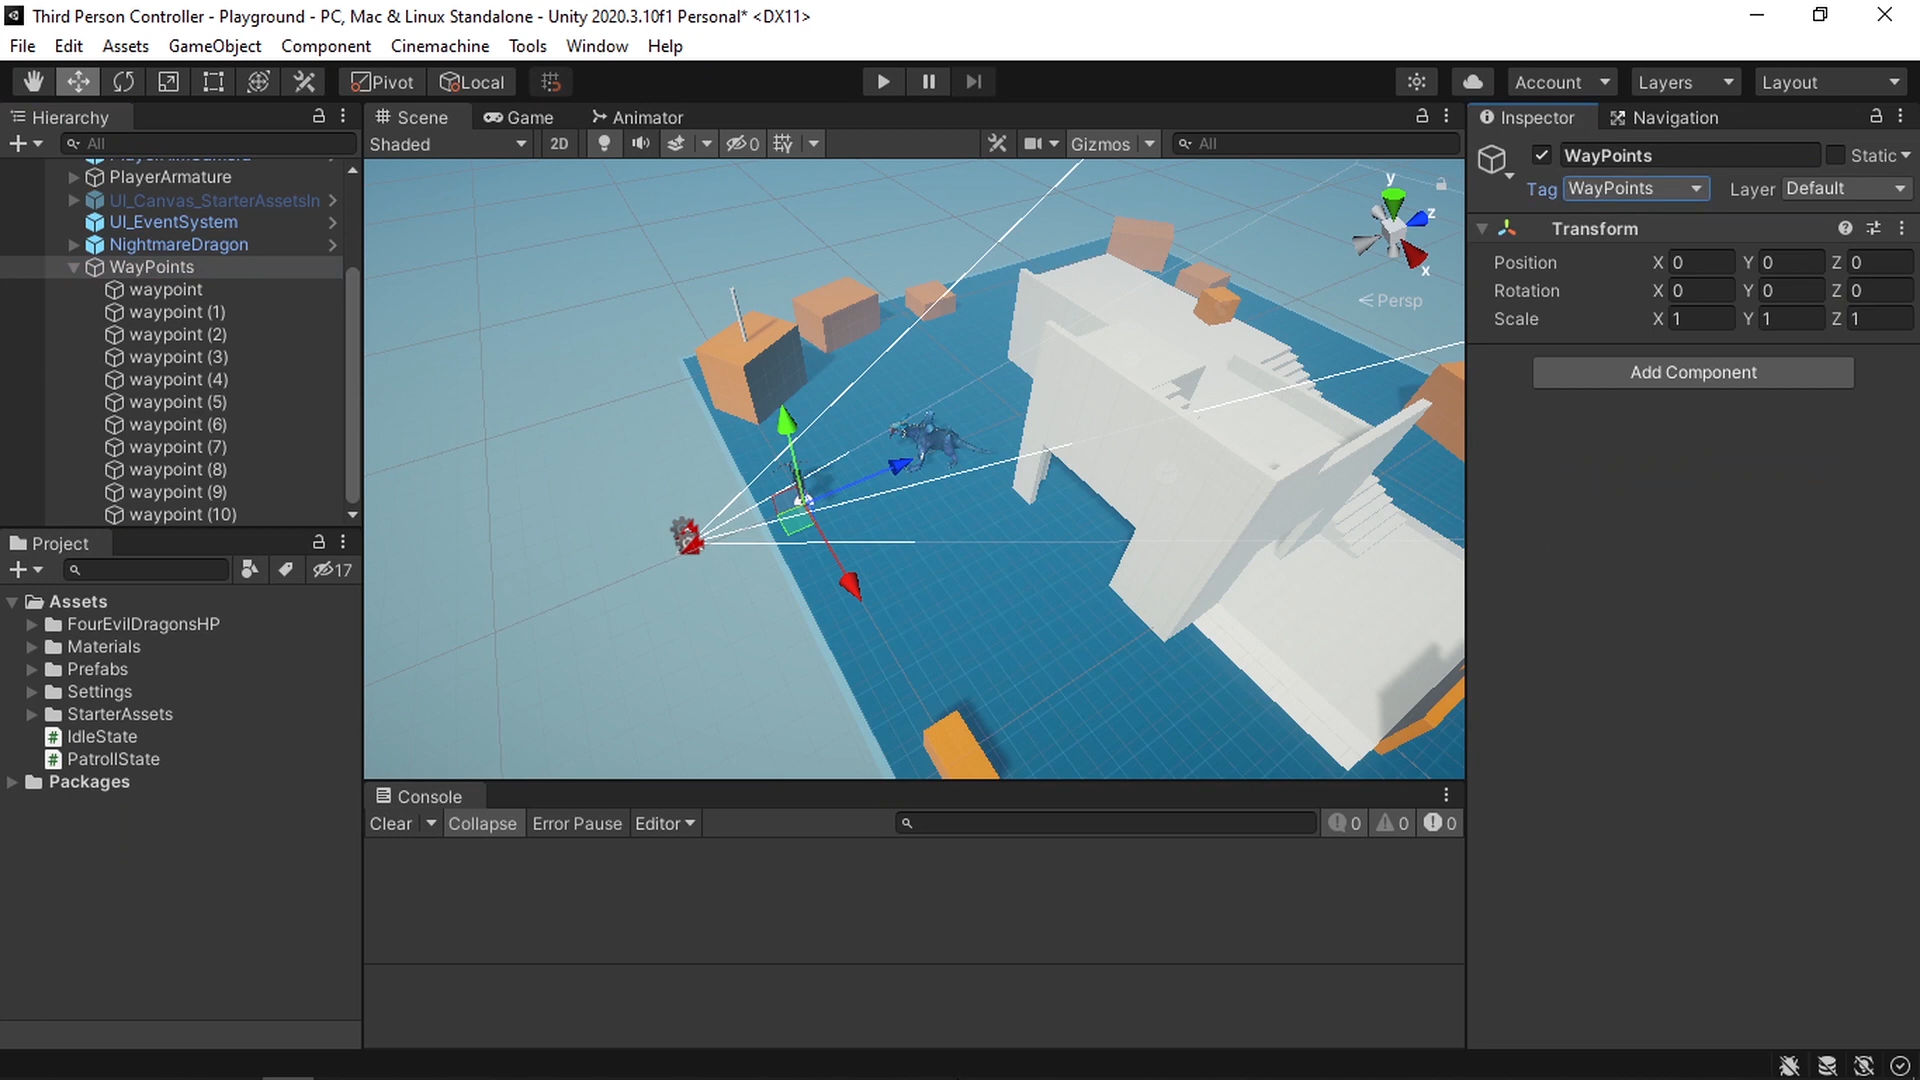 Third Person Controller - Playground - PC, Mac & Linux Standalone - Unity 2020.3.10f1 Personal* <DX11>
File Edit Assets GameObject Component Cinemachine Tools Window Help
Pivot Local Account Layers Layout
Hierarchy
All
PlayerArmature
UI_Canvas_StarterAssetsIn
UI_EventSystem
NightmareDragon
WayPoints
waypoint
waypoint (1)
waypoint (2)
waypoint (3)
waypoint (4)
waypoint (5)
waypoint (6)
waypoint (7)
waypoint (8)
waypoint (9)
waypoint (10)
Project
17
Assets
FourEvilDragonsHP
Materials
Prefabs
Settings
StarterAssets
IdleState
PatrollState
Packages
Scene Game Animator
Shaded 2D 0 Gizmos All
y
z
x
Persp
Console
Clear Collapse Error Pause Editor 0 0 0
Inspector Navigation
WayPoints Static
Tag WayPoints Layer Default
Transform
Position X 0 Y 0 Z 0
Rotation X 0 Y 0 Z 0
Scale X 1 Y 1 Z 1
Add Component